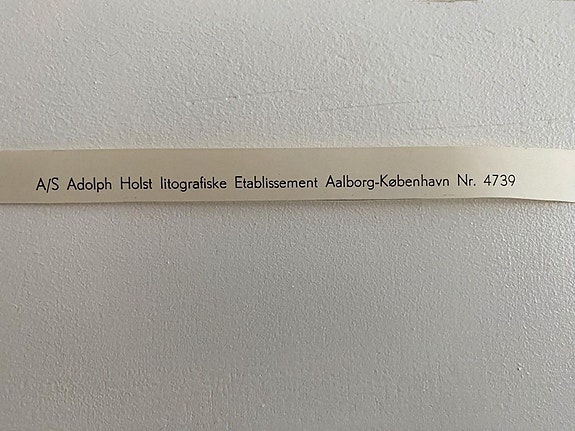 A/S Adolph Holst litografiske Etablissement Aalborg-København Nr. 4739